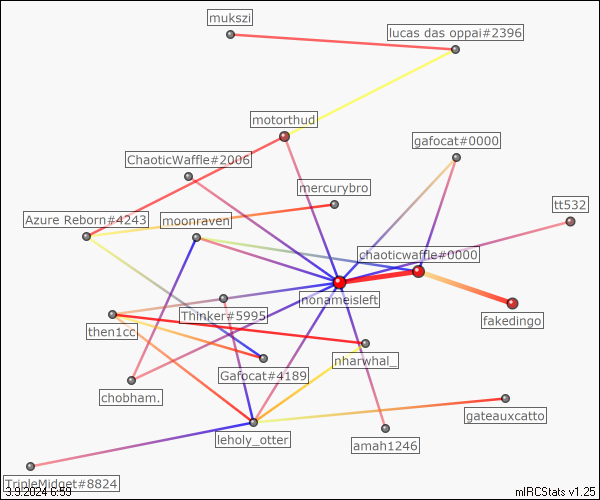 mukszi
lucas das oppai#2396
motorthud
gafocat#0000
ChaoticWaffle#2006
mercurybro
tt532
Azure Reborn#4243
moonraven
chaoticwaffle#0000
nonameisleft
Thinker#5995
fakedingo
then1cc
nharwhal_
Gafocat#4189
chobham.
gateauxcatto
leholy_otter
amah1246
TripleMidget#8824
3.9.2024 6:59
mIRCStats v1.25